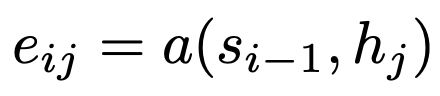 e_{ij} = a(s_{i-1}, h_j)